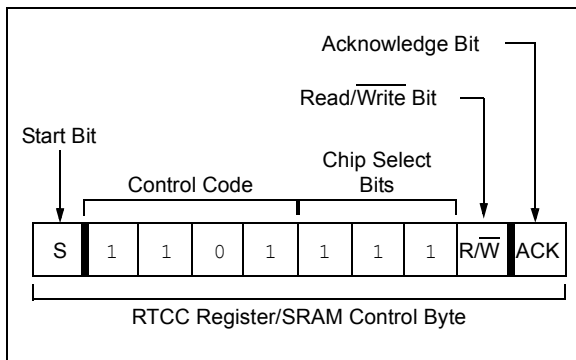 Acknowledge Bit
Read/Write Bit
Start Bit
Chip Select
Bits
Control Code
S 1 1 0 1 1 1 1 R/W ACK
RTCC Register/SRAM Control Byte